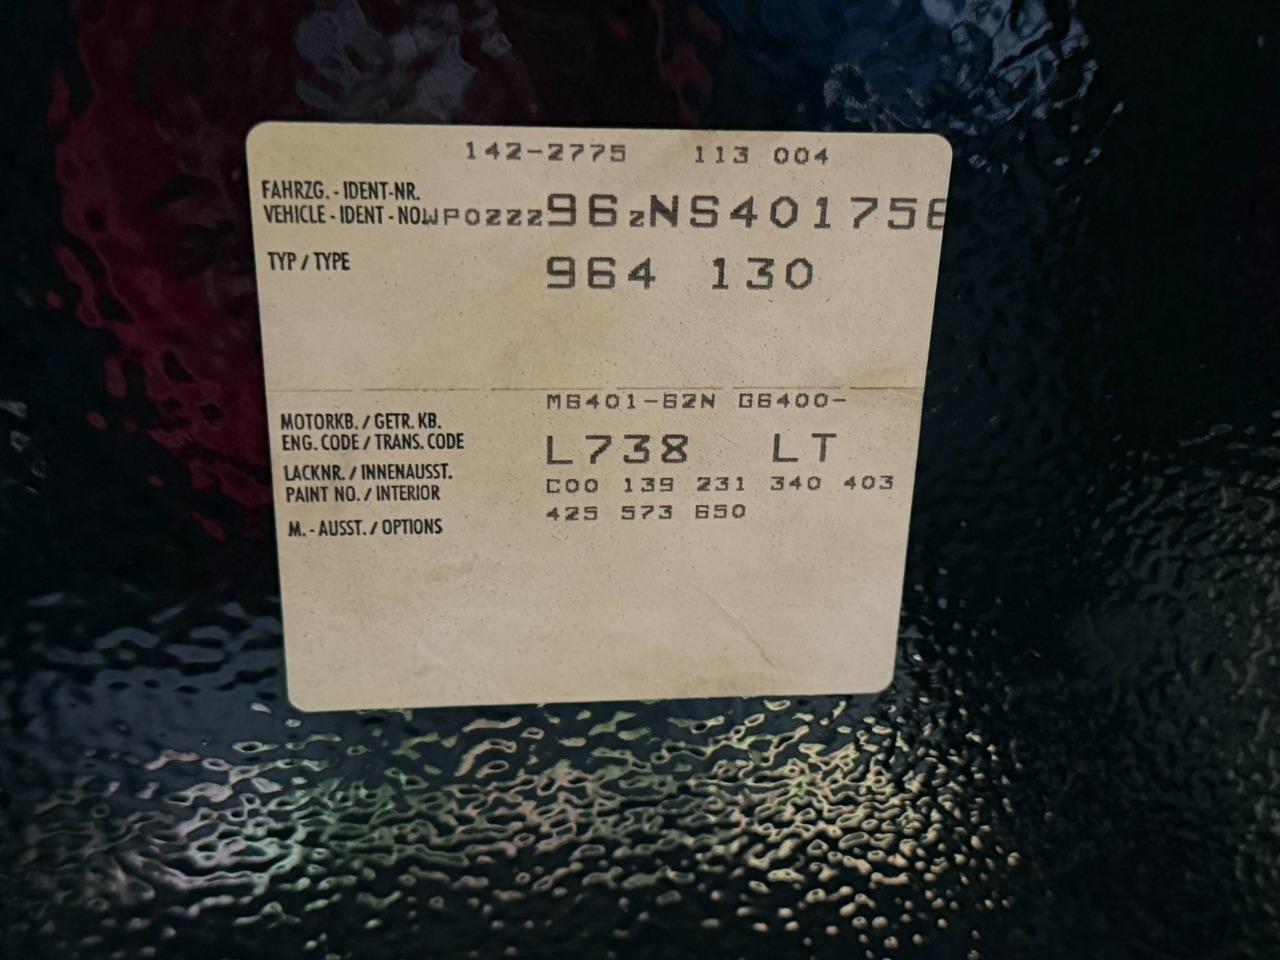 142-2775 113 004
FAHRZG. - IDENT-NR.
VEHICLE - IDENT - NO. WP0ZZZ96ZNS401756
TYP / TYPE 964 130
M6401-62N G6400-
MOTORKB. / GETR. KB.
ENG. CODE / TRANS. CODE L738 LT
LACKNR. / INNENAUSST.
PAINT NO. / INTERIOR C00 139 231 340 403
425 573 650
M. - AUSST. / OPTIONS